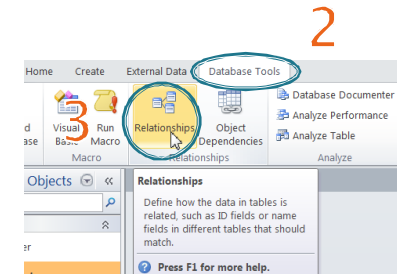 2
Home Create External Data Database Tools
3
Database Documenter
Analyze Performance
Analyze Table
d Visual Run Relationships Object
ase Basic Macro Dependencies
Macro Relationships Analyze
Objects «
Relationships
Define how the data in tables is
related, such as ID fields or name
fields in different tables that should
match.
er
Press F1 for more help.